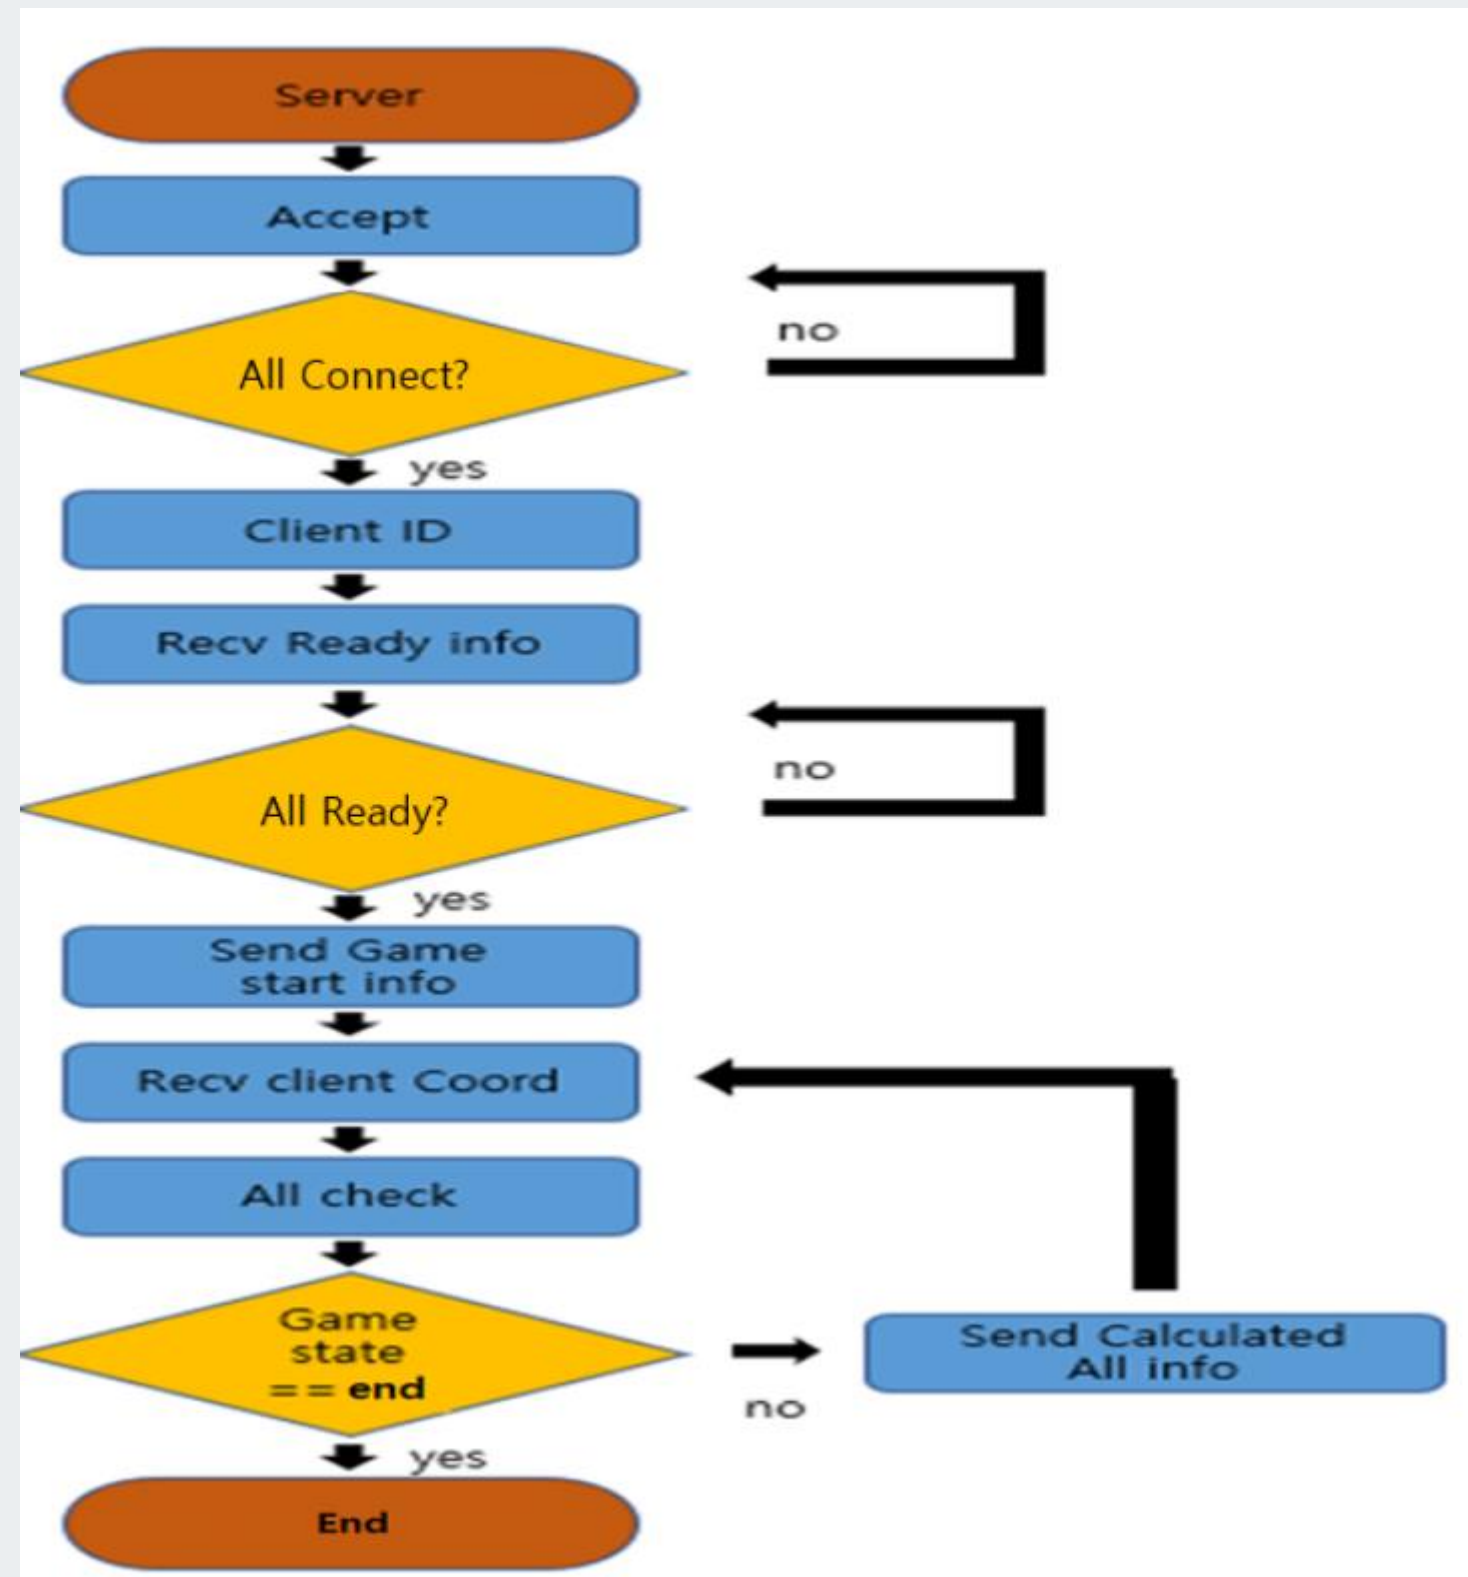 Server
Accept
no
All Connect?
yes
Client ID
Recv Ready info
no
All Ready?
yes
Send Game
start info
Recv client Coord
All check
Game
state
== end
no
Send Calculated
All info
yes
End